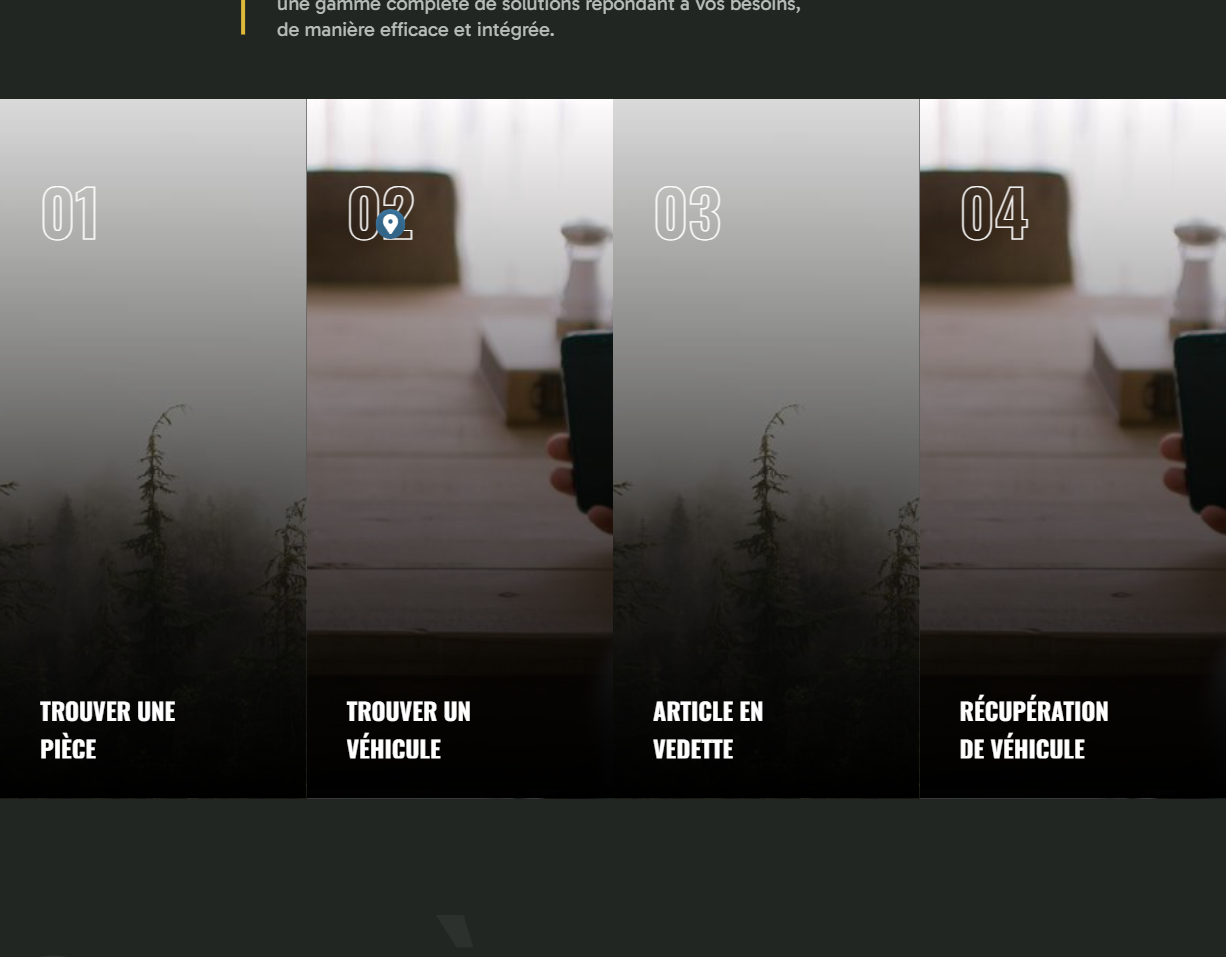 une gamme complète de solutions répondant à vos besoins,
de manière efficace et intégrée.
01
02
03
04
TROUVER UNE
PIÈCE
TROUVER UN
VÉHICULE
ARTICLE EN
VEDETTE
RÉCUPÉRATION
DE VÉHICULE